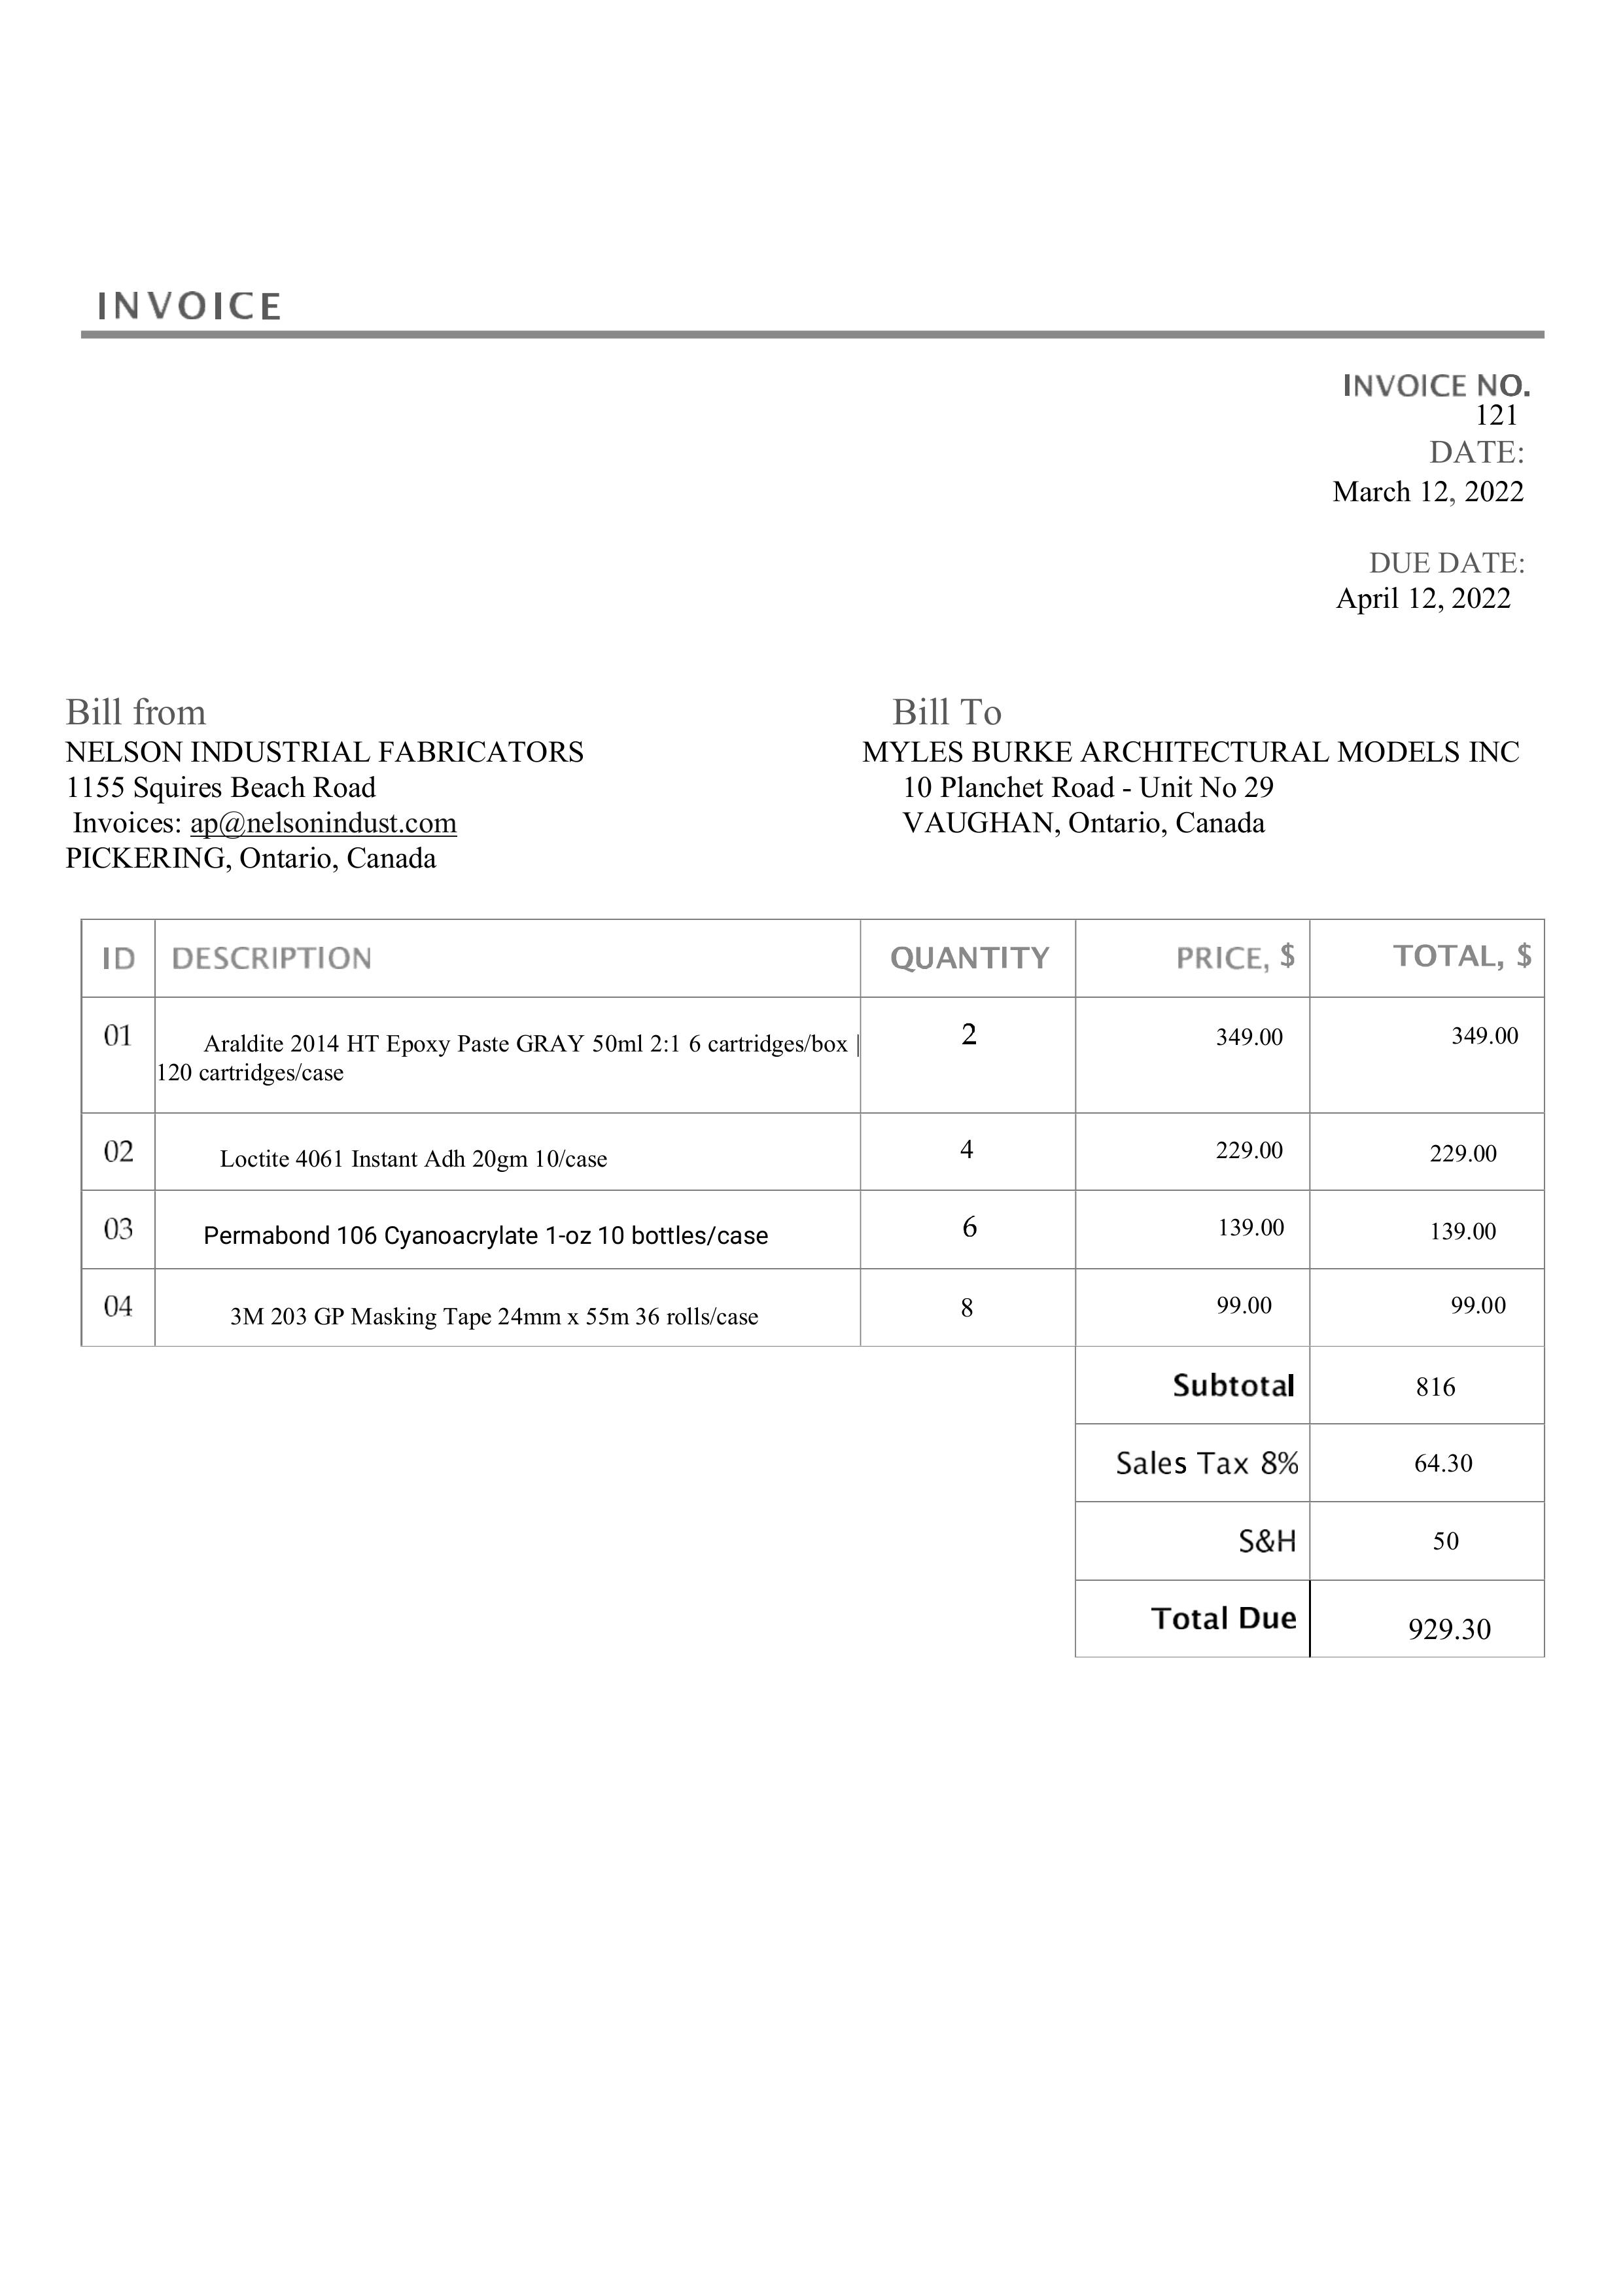 INVOICE
INVOICE NO.
121
DATE:
March 12, 2022
DUE DATE:
April 12, 2022
Bill from
NELSON INDUSTRIAL FABRICATORS
1155 Squires Beach Road
Invoices: ap@nelsonindust.com
PICKERING, Ontario, Canada
Bill To
MYLES BURKE ARCHITECTURAL MODELS INC
10 Planchet Road - Unit No 29
VAUGHAN, Ontario, Canada
ID DESCRIPTION QUANTITY PRICE, $ TOTAL, $
01 Araldite 2014 HT Epoxy Paste GRAY 50ml 2:1 6 cartridges/box | 2 349.00 349.00
120 cartridges/case
02 Loctite 4061 Instant Adh 20gm 10/case 4 229.00 229.00
03 Permabond 106 Cyanoacrylate 1-oz 10 bottles/case 6 139.00 139.00
04 3M 203 GP Masking Tape 24mm x 55m 36 rolls/case 8 99.00 99.00
Subtotal 816
Sales Tax 8% 64.30
S&H 50
Total Due 929.30